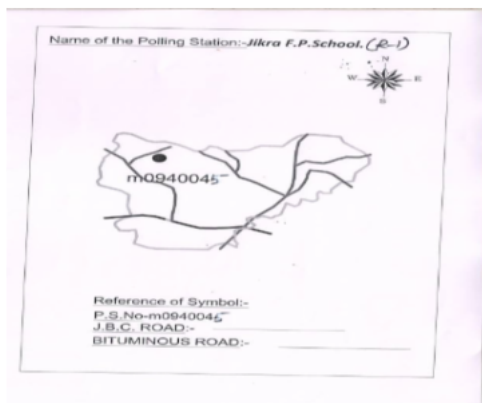 Name of the Polling Station:-Jikra F.P.School.(R-1)
N
W E
S
m0940045
Reference of Symbol:-
P.S.No-m0940045
J.B.C. ROAD:-
BITUMINOUS ROAD:-